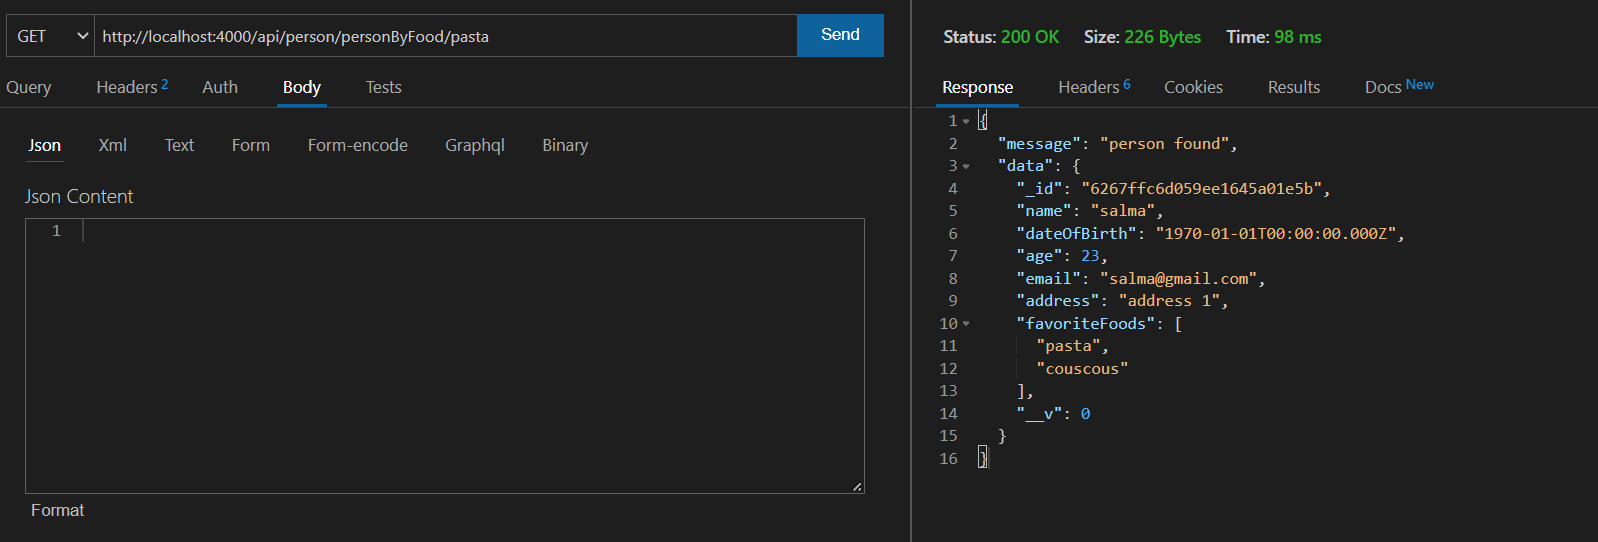 GET http://localhost:4000/api/person/personByFood/pasta Send
Query Headers 2 Auth Body Tests
Json Xml Text Form Form-encode Graphql Binary
Json Content
1
Format
Status: 200 OK Size: 226 Bytes Time: 98 ms
Response Headers 6 Cookies Results Docs New
1 {
2 "message": "person found",
3 "data": {
4 "_id": "6267ffc6d059ee1645a01e5b",
5 "name": "salma",
6 "dateOfBirth": "1970-01-01T00:00:00.000Z",
7 "age": 23,
8 "email": "salma@gmail.com",
9 "address": "address 1",
10 "favoriteFoods": [
11 "pasta",
12 "couscous"
13 ],
14 "__v": 0
15 }
16 }